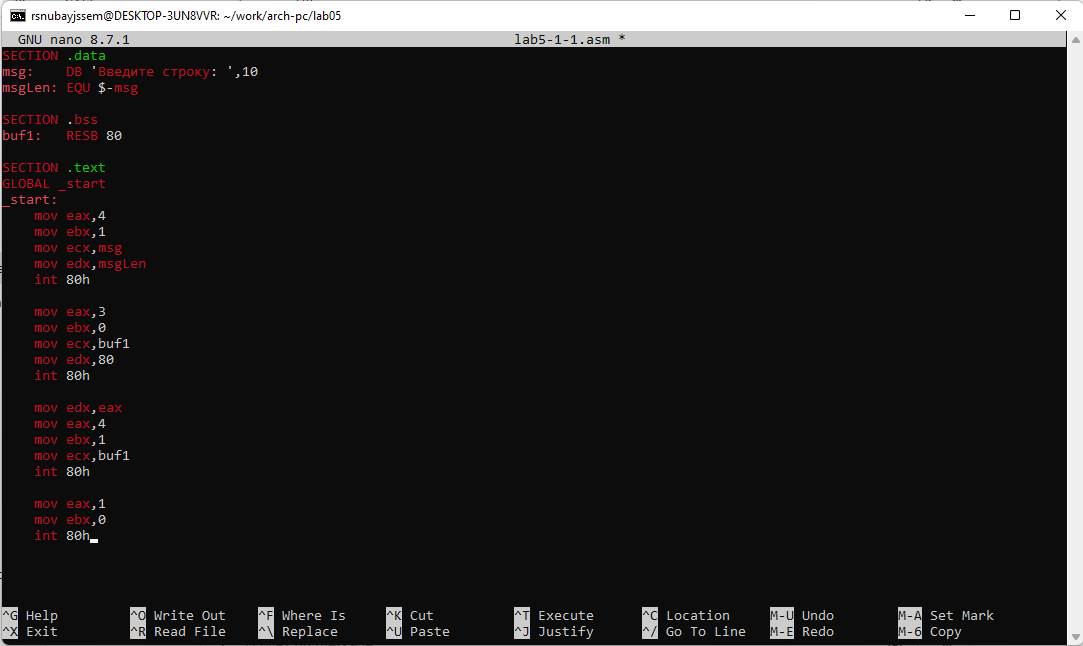 rsnubayjssem@DESKTOP-3UN8VVR: ~/work/arch-pc/lab05
GNU nano 8.7.1 lab5-1-1.asm *
SECTION .data
msg:    DB 'Введите строку: ',10
msgLen: EQU $-msg

SECTION .bss
buf1:   RESB 80

SECTION .text
GLOBAL _start
_start:
    mov eax,4
    mov ebx,1
    mov ecx,msg
    mov edx,msgLen
    int 80h

    mov eax,3
    mov ebx,0
    mov ecx,buf1
    mov edx,80
    int 80h

    mov edx,eax
    mov eax,4
    mov ebx,1
    mov ecx,buf1
    int 80h

    mov eax,1
    mov ebx,0
    int 80h

^G Help ^O Write Out ^F Where Is ^K Cut ^T Execute ^C Location M-U Undo M-A Set Mark
^X Exit ^R Read File ^\ Replace ^U Paste ^J Justify ^/ Go To Line M-E Redo M-6 Copy